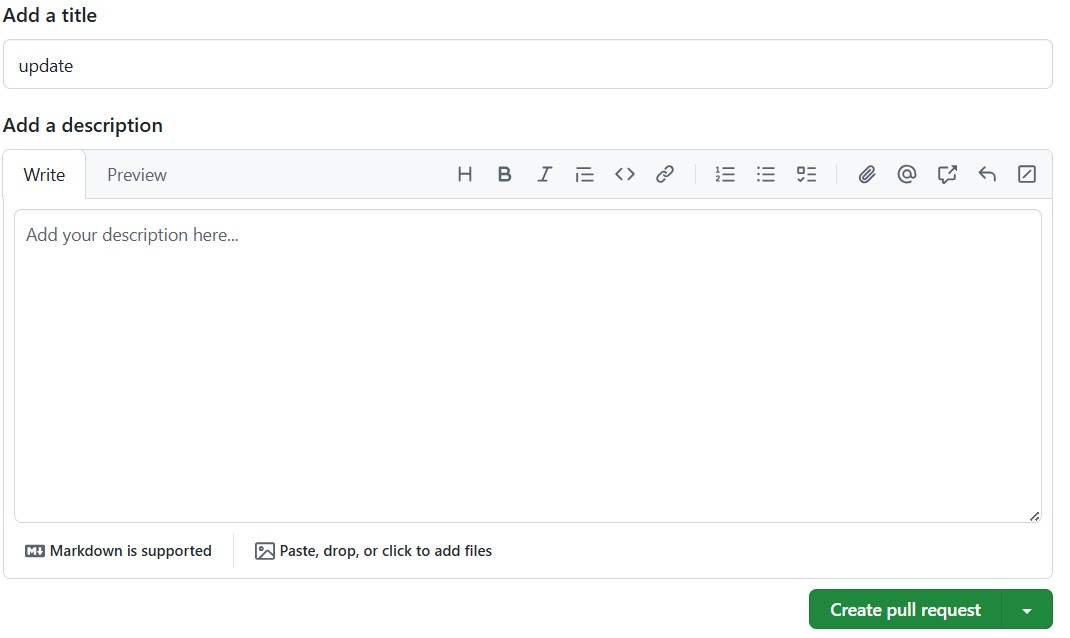 Add a title
update
Add a description
Write Preview
Add your description here...
Markdown is supported Paste, drop, or click to add files
Create pull request